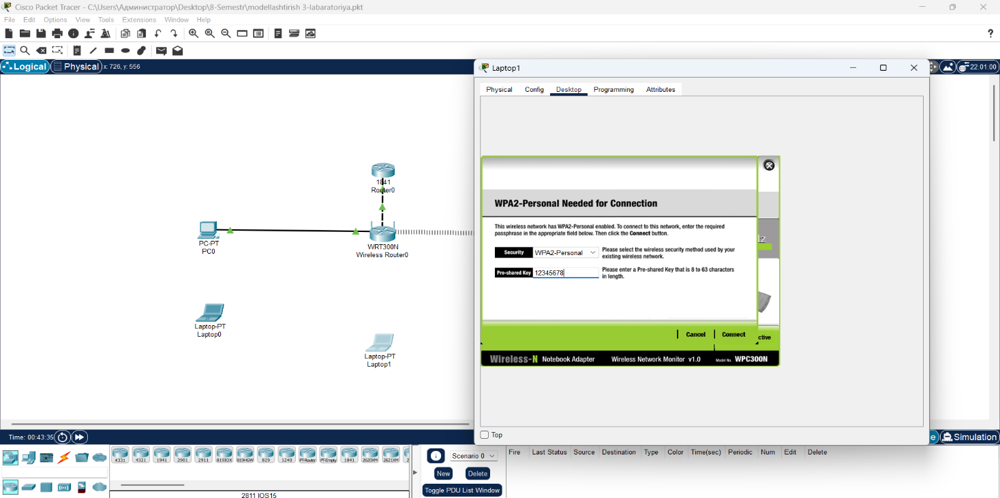 Cisco Packet Tracer - C:\Users\Администратор\Desktop\8-Semestr\modellashtirish 3-labaratoriya.pkt
File Edit Options View Tools Extensions Window Help
?
Logical Physical x: 726, y: 556
22:01:00
Laptop1
Physical Config Desktop Programming Attributes
1841
Router0
PC-PT
PC0
WRT300N
Wireless Router0
Laptop-PT
Laptop0
Laptop-PT
Laptop1
WPA2-Personal Needed for Connection
This wireless network has WPA2-Personal enabled. To connect to this network, enter the required
passphrase in the appropriate field below. Then click the Connect button.
Security WPA2-Personal Please select the wireless security method used by your
existing wireless network.
Pre-shared Key 12345678 Please enter a Pre-shared Key that is 8 to 63 characters
in length.
Cancel Connect
ctive
Wireless-N Notebook Adapter Wireless Network Monitor v1.0 Model No. WPC300N
Top
Time: 00:43:35
e Simulation
4331 4321 1941 2901 2911 819IOX 819HGW 829 1240 PT-Router PT-Empty 1841 2620XM 2621XM 2
2811 IOS15
Scenario 0
New Delete
Toggle PDU List Window
Fire Last Status Source Destination Type Color Time(sec) Periodic Num Edit Delete